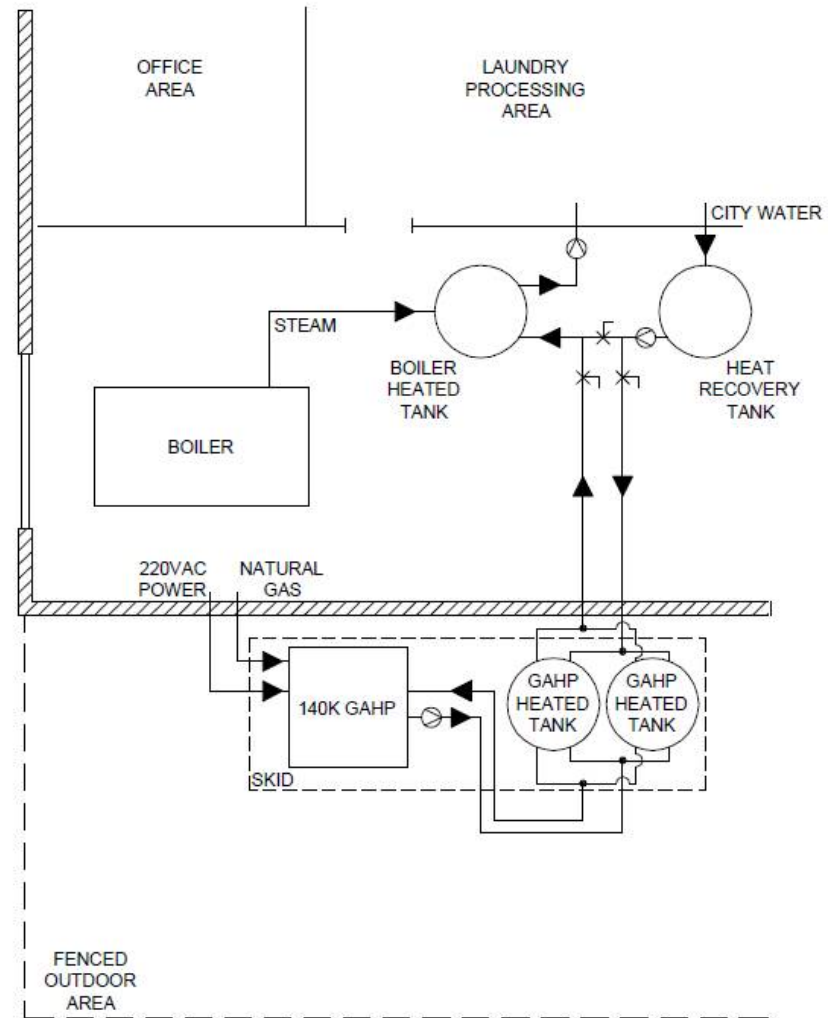 OFFICE
AREA
LAUNDRY
PROCESSING
AREA
CITY WATER
STEAM
BOILER
HEATED
TANK
HEAT
RECOVERY
TANK
BOILER
220VAC
POWER
NATURAL
GAS
140K GAHP
GAHP
HEATED
TANK
GAHP
HEATED
TANK
SKID
FENCED
OUTDOOR
AREA